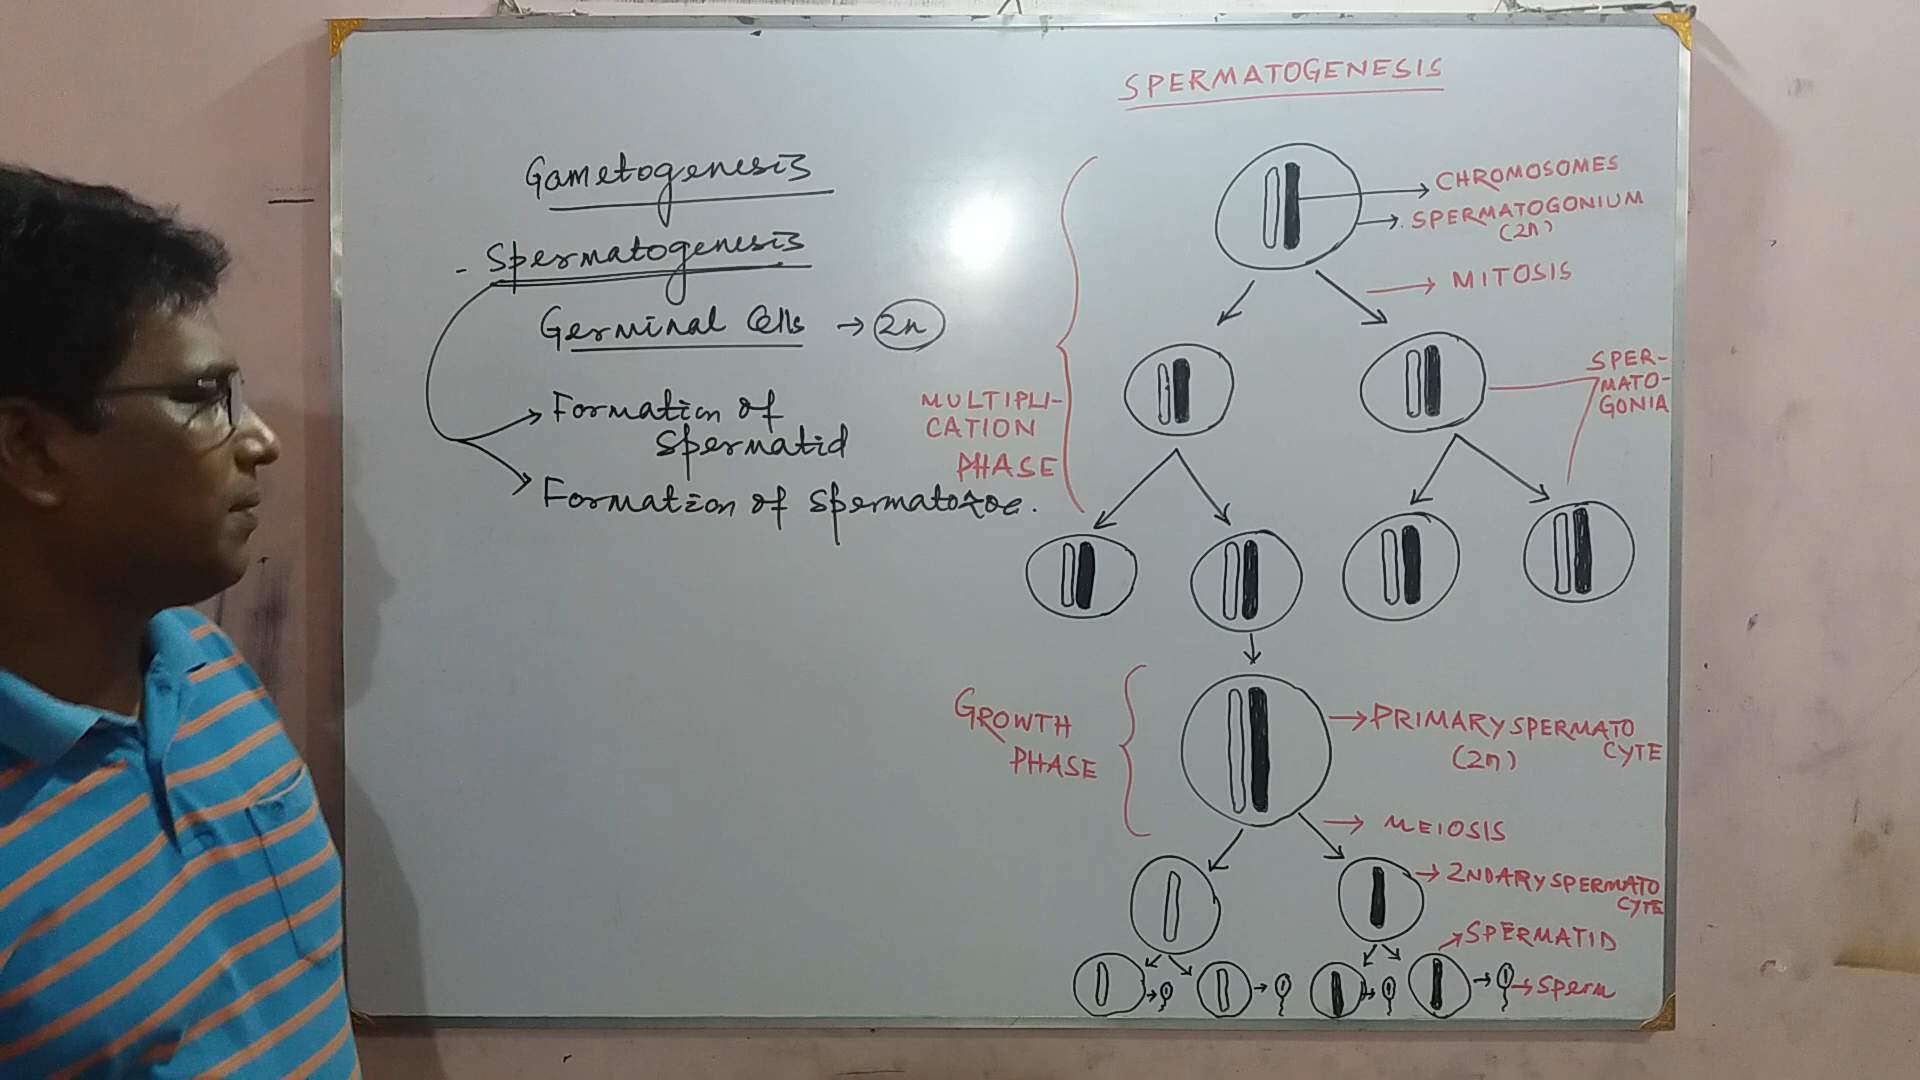 SPERMATOGENESIS
Gametogenesis
- Spermatogenesis
Germinal Cells → 2n
→ Formation of
Spermatid
→ Formation of Spermatozoe.
→ CHROMOSOMES
→ SPERMATOGONIUM
(2n)
→ MITOSIS
SPER-
MATO-
GONIA
MULTIPLI-
CATION
PHASE
GROWTH
PHASE
→ PRIMARY SPERMATO
CYTE
(2n)
→ MEIOSIS
→ 2NDARY SPERMATO
CYTE
→ SPERMATID
→ Sperm